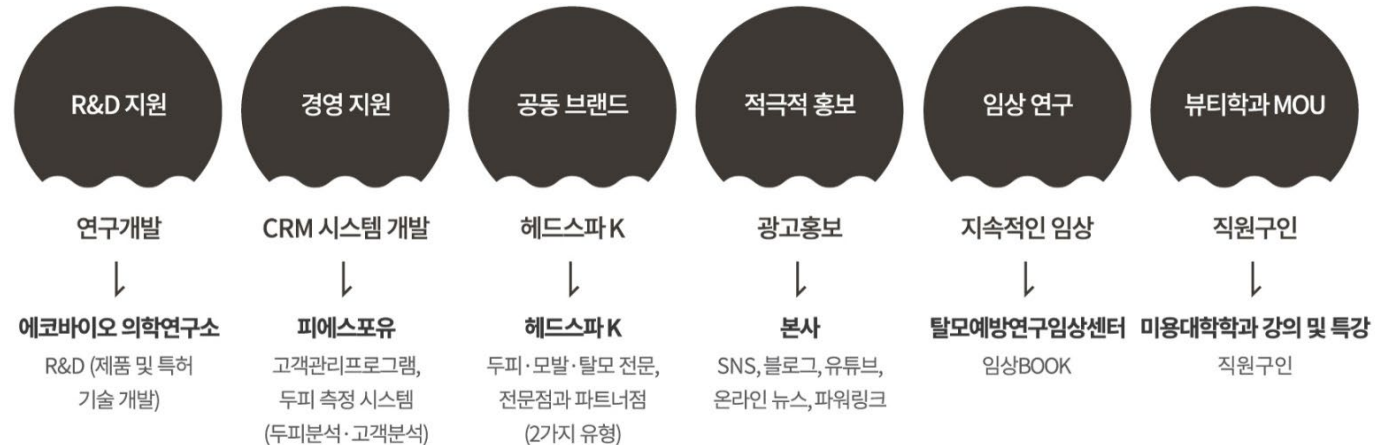 R&D 지원
경영 지원
공동 브랜드
적극적 홍보
임상 연구
뷰티학과 MOU
연구개발
CRM 시스템 개발
헤드스파 K
광고홍보
지속적인 임상
직원구인
에코바이오 의학연구소
R&D (제품 및 특허
기술 개발)
피에스포유
고객관리프로그램,
두피 측정 시스템
(두피분석·고객분석)
헤드스파 K
두피·모발·탈모 전문,
전문점과 파트너점
(2가지 유형)
본사
SNS, 블로그, 유튜브,
온라인 뉴스, 파워링크
탈모예방연구임상센터
임상BOOK
미용대학학과 강의 및 특강
직원구인